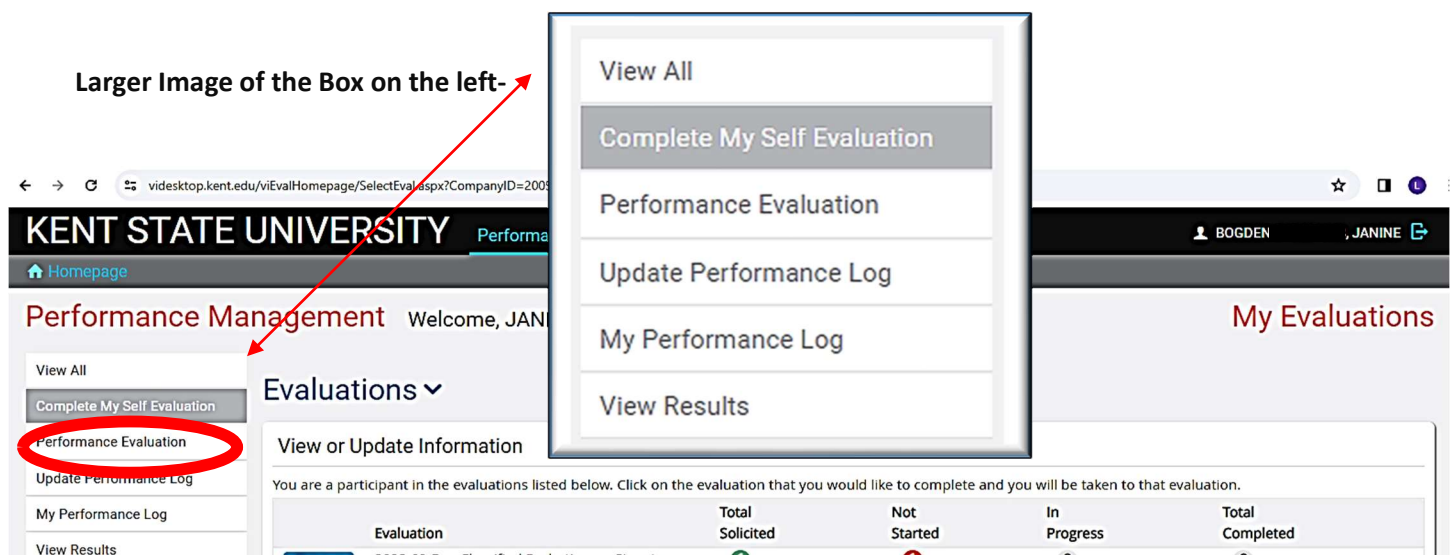 Larger Image of the Box on the left-
View All
Complete My Self Evaluation
Performance Evaluation
Update Performance Log
My Performance Log
View Results
videsktop.kent.edu/viEvalHomepage/SelectEval.aspx?CompanyID=2005
KENT STATE UNIVERSITY Performa BOGDEN , JANINE
Homepage
Performance Management Welcome, JANI My Evaluations
View All
Complete My Self Evaluation
Performance Evaluation
Update Performance Log
My Performance Log
View Results
Evaluations
View or Update Information
You are a participant in the evaluations listed below. Click on the evaluation that you would like to complete and you will be taken to that evaluation.
Evaluation Total Solicited Not Started In Progress Total Completed